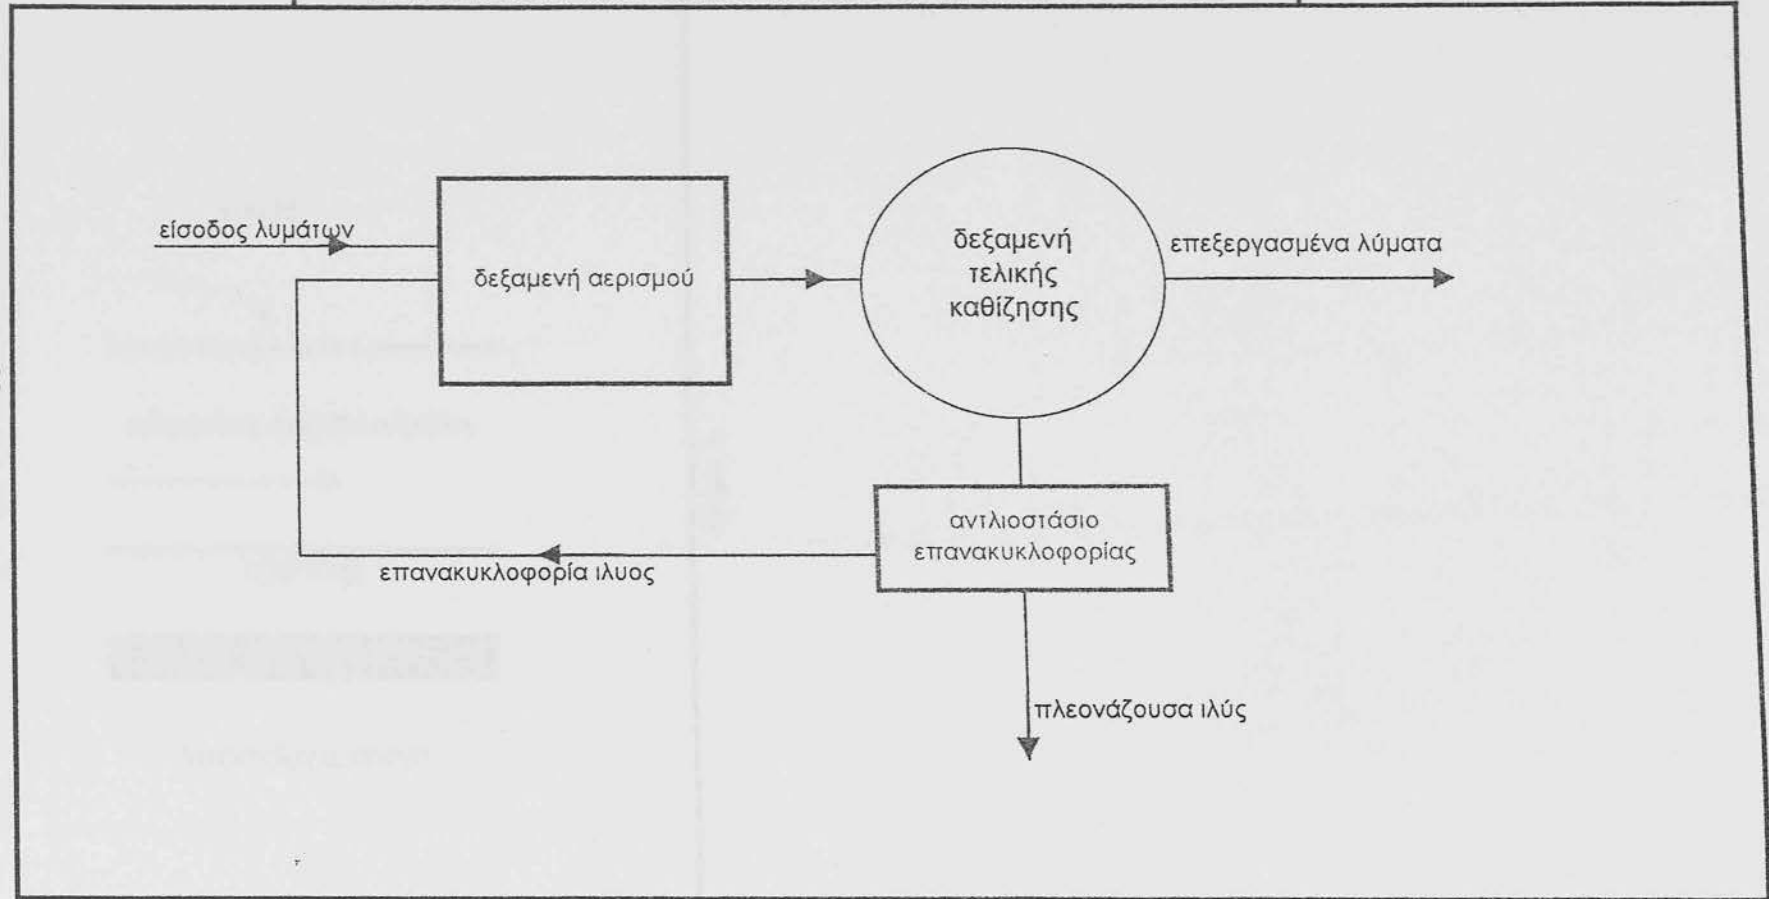 είσοδος λυμάτων
δεξαμενή αερισμού
δεξαμενή
τελικής
καθίζησης
επεξεργασμένα λύματα
αντλιοστάσιο
επανακυκλοφορίας
επανακυκλοφορία ιλυος
πλεονάζουσα ιλύς